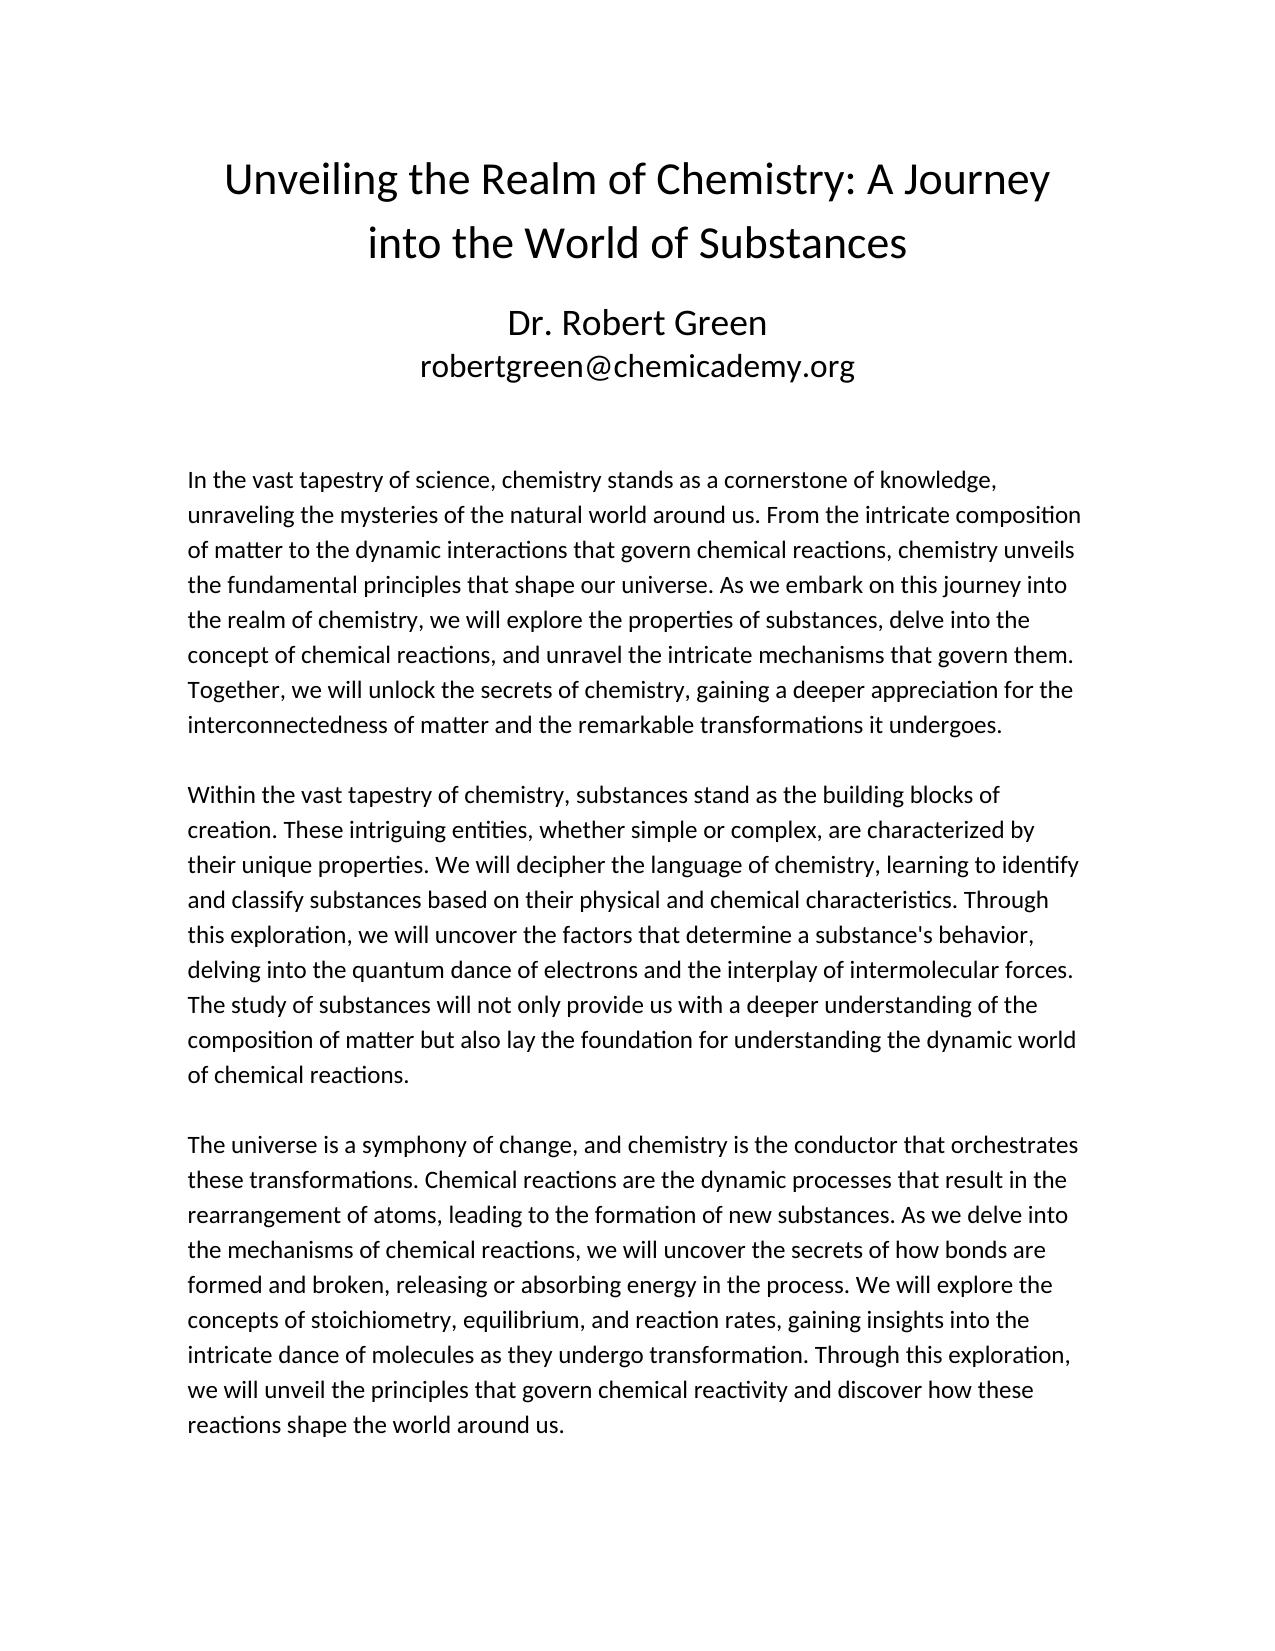 Unveiling the Realm of Chemistry: A Journey
into the World of Substances
Dr. Robert Green
robertgreen@chemicademy.org
In the vast tapestry of science, chemistry stands as a cornerstone of knowledge,
unraveling the mysteries of the natural world around us. From the intricate composition
of matter to the dynamic interactions that govern chemical reactions, chemistry unveils
the fundamental principles that shape our universe. As we embark on this journey into
the realm of chemistry, we will explore the properties of substances, delve into the
concept of chemical reactions, and unravel the intricate mechanisms that govern them.
Together, we will unlock the secrets of chemistry, gaining a deeper appreciation for the
interconnectedness of matter and the remarkable transformations it undergoes.
Within the vast tapestry of chemistry, substances stand as the building blocks of
creation. These intriguing entities, whether simple or complex, are characterized by
their unique properties. We will decipher the language of chemistry, learning to identify
and classify substances based on their physical and chemical characteristics. Through
this exploration, we will uncover the factors that determine a substance's behavior,
delving into the quantum dance of electrons and the interplay of intermolecular forces.
The study of substances will not only provide us with a deeper understanding of the
composition of matter but also lay the foundation for understanding the dynamic world
of chemical reactions.
The universe is a symphony of change, and chemistry is the conductor that orchestrates
these transformations. Chemical reactions are the dynamic processes that result in the
rearrangement of atoms, leading to the formation of new substances. As we delve into
the mechanisms of chemical reactions, we will uncover the secrets of how bonds are
formed and broken, releasing or absorbing energy in the process. We will explore the
concepts of stoichiometry, equilibrium, and reaction rates, gaining insights into the
intricate dance of molecules as they undergo transformation. Through this exploration,
we will unveil the principles that govern chemical reactivity and discover how these
reactions shape the world around us.